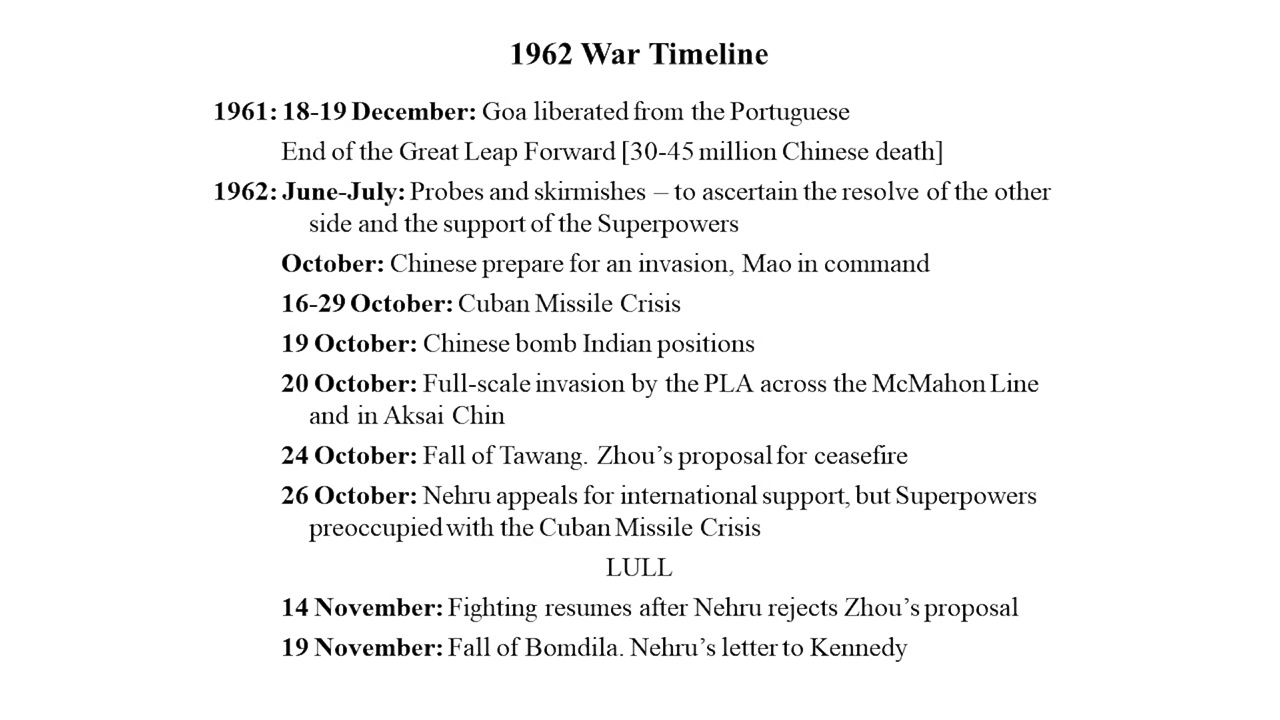 1962 War Timeline
1961: 18-19 December: Goa liberated from the Portuguese
End of the Great Leap Forward [30-45 million Chinese death]
1962: June-July: Probes and skirmishes – to ascertain the resolve of the other
side and the support of the Superpowers
October: Chinese prepare for an invasion, Mao in command
16-29 October: Cuban Missile Crisis
19 October: Chinese bomb Indian positions
20 October: Full-scale invasion by the PLA across the McMahon Line
and in Aksai Chin
24 October: Fall of Tawang. Zhou’s proposal for ceasefire
26 October: Nehru appeals for international support, but Superpowers
preoccupied with the Cuban Missile Crisis
LULL
14 November: Fighting resumes after Nehru rejects Zhou’s proposal
19 November: Fall of Bomdila. Nehru’s letter to Kennedy